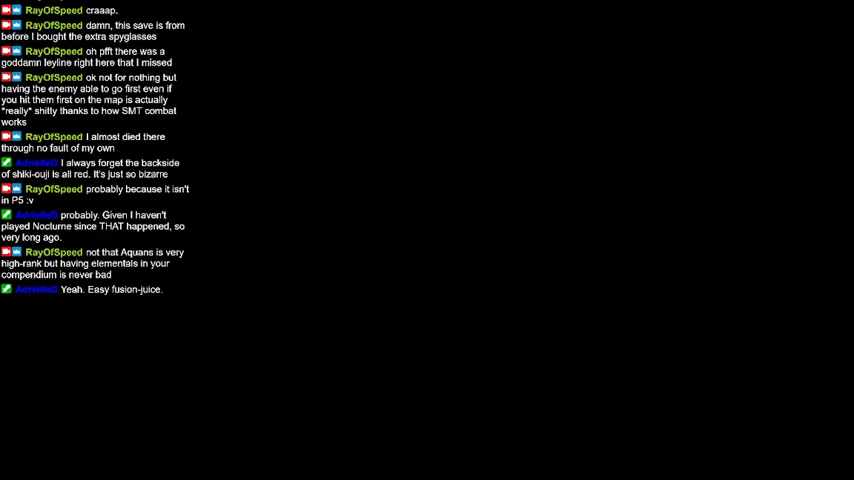 RayOfSpeed craaap.
RayOfSpeed damn, this save is from
before I bought the extra spyglasses
RayOfSpeed oh pfft there was a
goddamn leyline right here that I missed
RayOfSpeed ok not for nothing but
having the enemy able to go first even if
you hit them first on the map is actually
*really* shitty thanks to how SMT combat
works
RayOfSpeed I almost died there
through no fault of my own
AdrielleD I always forget the backside
of shiki-ouji is all red. It's just so bizarre
RayOfSpeed probably because it isn't
in P5 :v
AdrielleD probably. Given I haven't
played Nocturne since THAT happened, so
very long ago.
RayOfSpeed not that Aquans is very
high-rank but having elementals in your
compendium is never bad
AdrielleD Yeah. Easy fusion-juice.